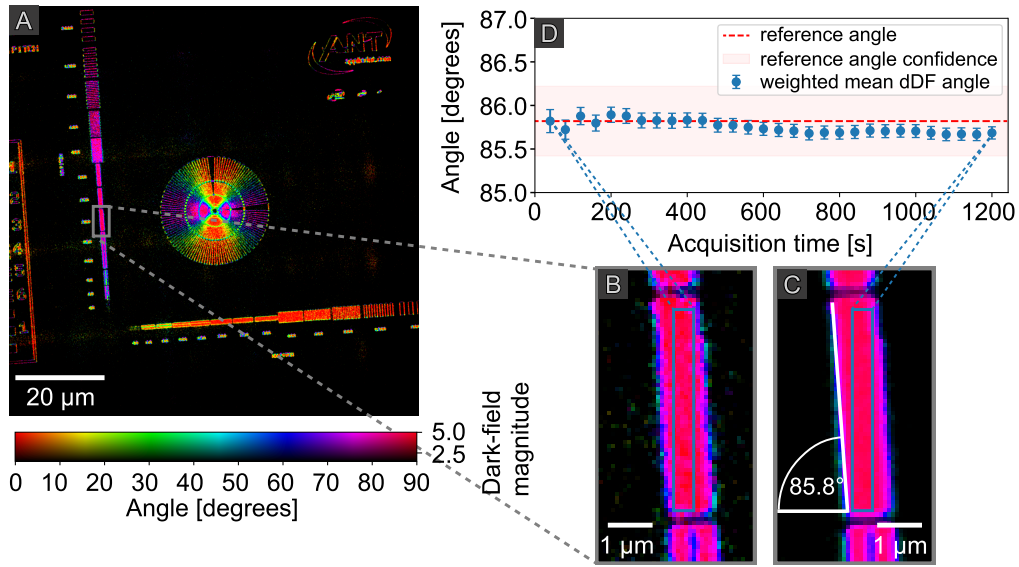 A
ANT
20 μm
5.0
2.5
0 10 20 30 40 50 60 70 80 90
Angle [degrees]
Dark-field
magnitude
D
87.0
86.5
86.0
85.5
85.0
Angle [degrees]
reference angle
reference angle confidence
weighted mean dDF angle
0 200 400 600 800 1000 1200
Acquisition time [s]
B
1 μm
C
85.8°
1 μm